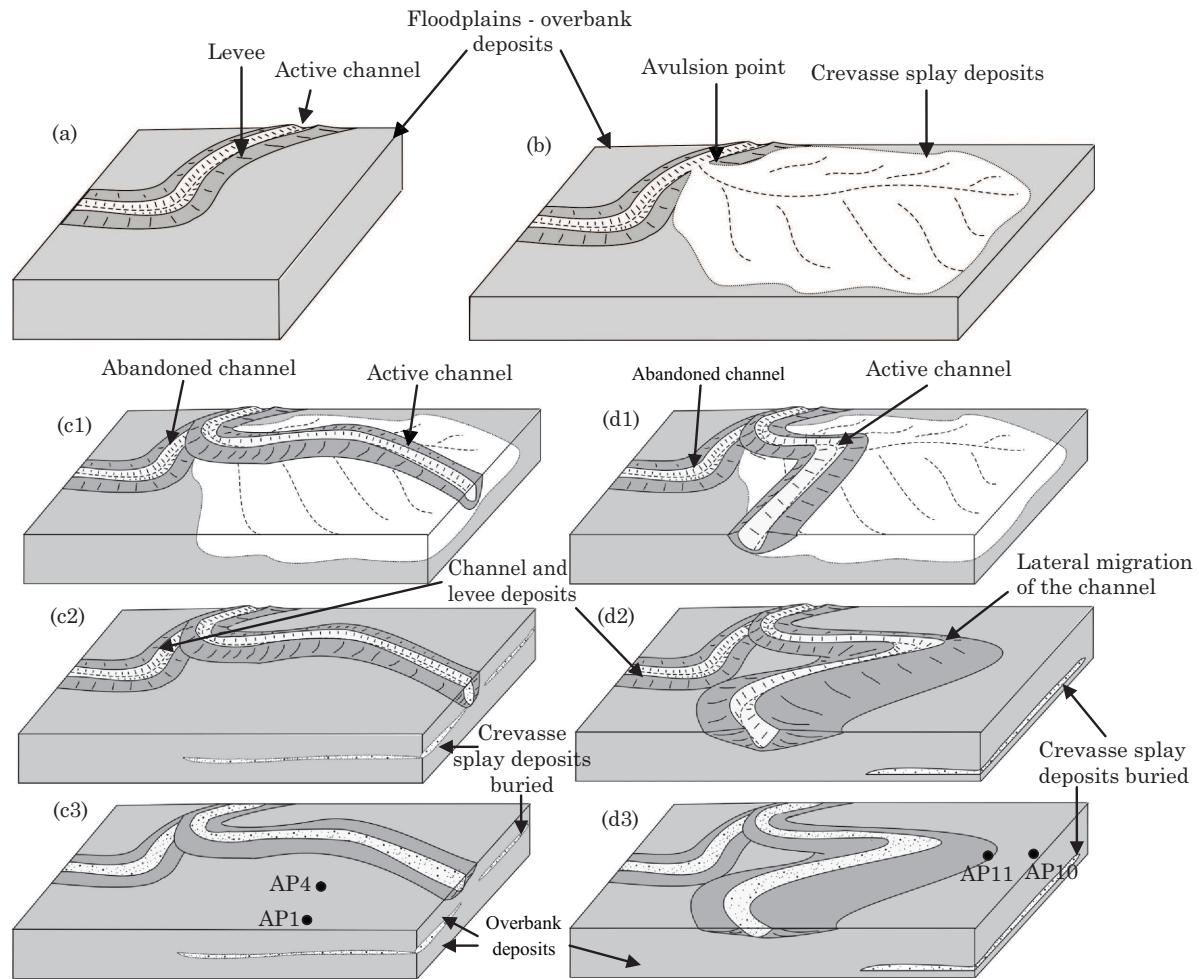 Floodplains - overbank
deposits
Levee
Active channel
Avulsion point
Crevasse splay deposits
(a)
(b)
Abandoned channel
Active channel
Abandoned channel
Active channel
(c1)
(d1)
Channel and
levee deposits
Lateral migration
of the channel
(c2)
(d2)
Crevasse
splay deposits
buried
Crevasse splay
deposits buried
(c3)
(d3)
AP4
AP1
AP11
AP10
Overbank
deposits